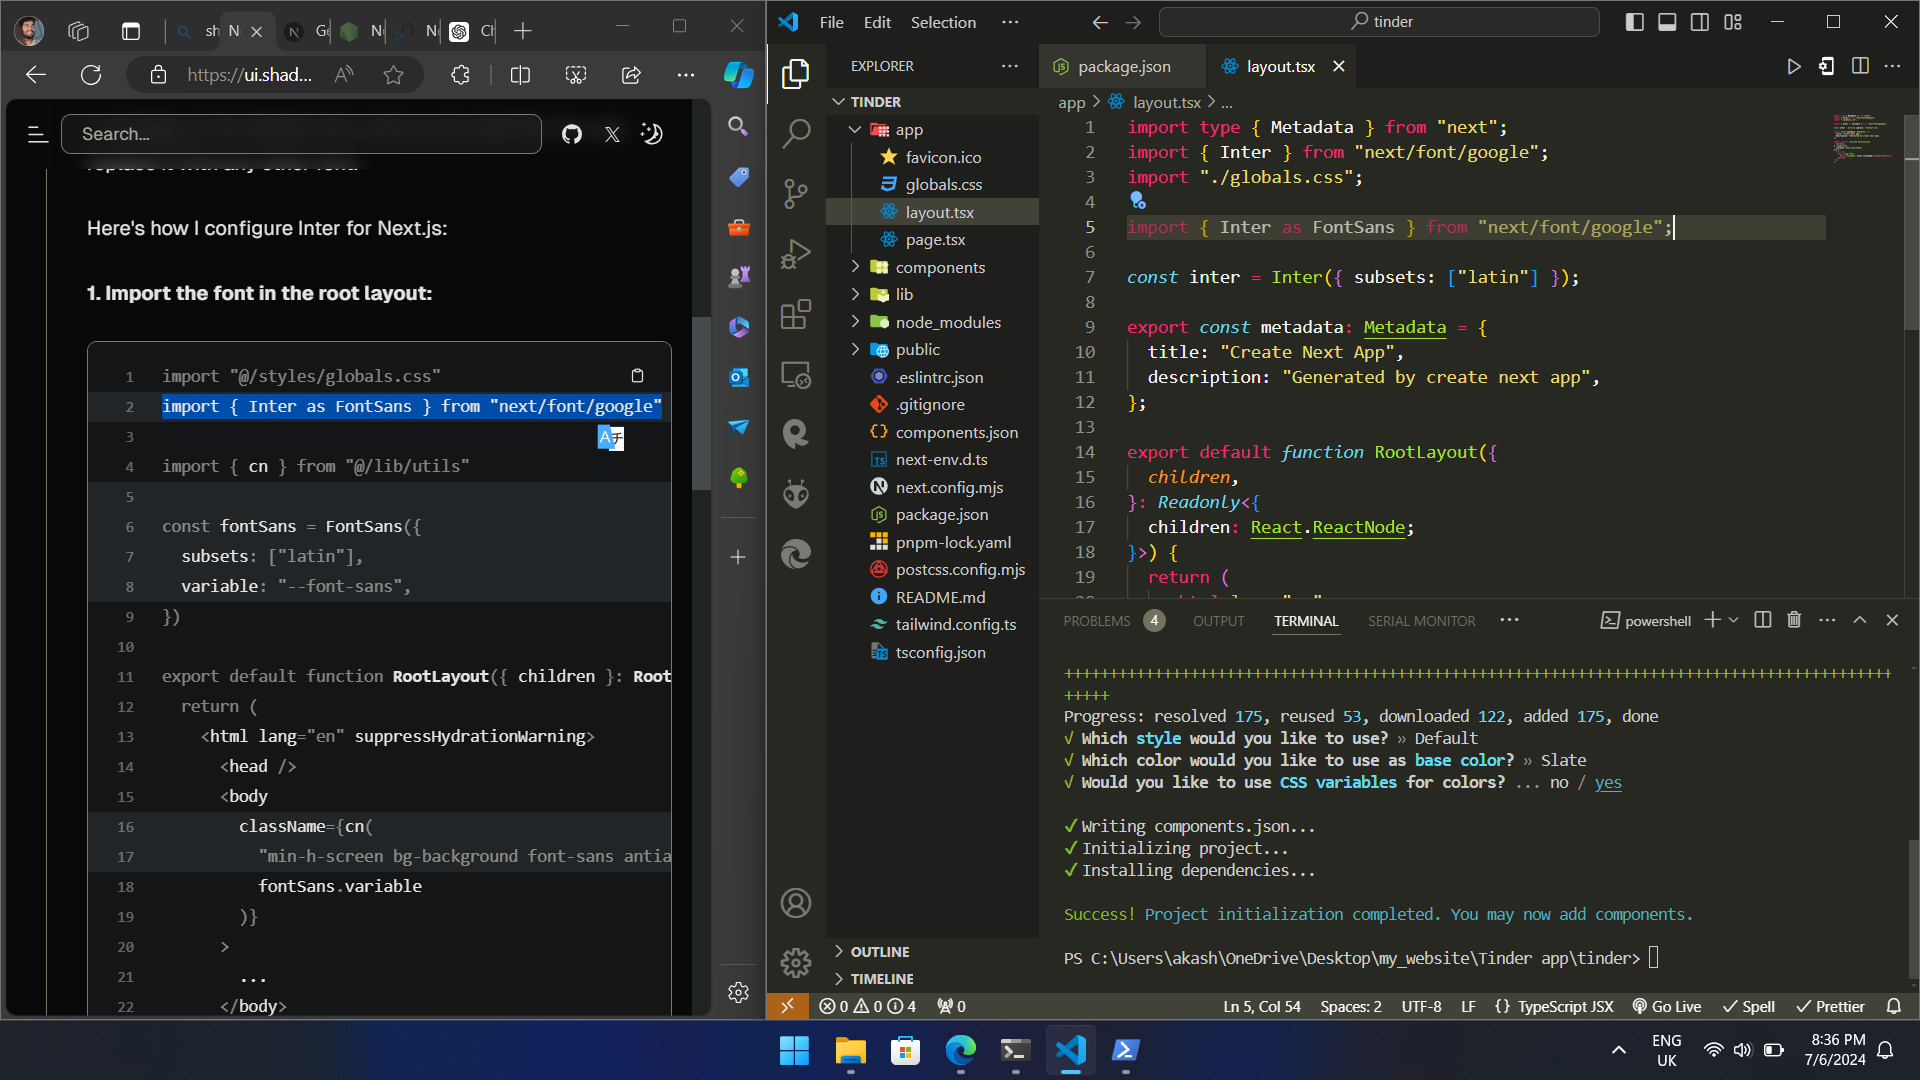 https://ui.shad...
Search...
Here's how I configure Inter for Next.js:
1. Import the font in the root layout:
1 import "@/styles/globals.css"
2 import { Inter as FontSans } from "next/font/google"
3
4 import { cn } from "@/lib/utils"
5
6 const fontSans = FontSans({
7 subsets: ["latin"],
8 variable: "--font-sans",
9 })
10
11 export default function RootLayout({ children }: Root
12 return (
13 <html lang="en" suppressHydrationWarning>
14 <head />
15 <body
16 className={cn(
17 "min-h-screen bg-background font-sans antia
18 fontSans.variable
19 )}
20 >
21 ...
22 </body>
File Edit Selection ...
tinder
EXPLORER
TINDER
app
favicon.ico
globals.css
layout.tsx
page.tsx
components
lib
node_modules
public
.eslintrc.json
.gitignore
components.json
next-env.d.ts
next.config.mjs
package.json
pnpm-lock.yaml
postcss.config.mjs
README.md
tailwind.config.ts
tsconfig.json
OUTLINE
TIMELINE
package.json
layout.tsx
app > layout.tsx > ...
1 import type { Metadata } from "next";
2 import { Inter } from "next/font/google";
3 import "./globals.css";
4
5 import { Inter as FontSans } from "next/font/google";
6
7 const inter = Inter({ subsets: ["latin"] });
8
9 export const metadata: Metadata = {
10 title: "Create Next App",
11 description: "Generated by create next app",
12 };
13
14 export default function RootLayout({
15 children,
16 }: Readonly<{
17 children: React.ReactNode;
18 }>) {
19 return (
PROBLEMS 4 OUTPUT TERMINAL SERIAL MONITOR ... powershell
Progress: resolved 175, reused 53, downloaded 122, added 175, done
√ Which style would you like to use? » Default
√ Which color would you like to use as base color? » Slate
√ Would you like to use CSS variables for colors? ... no / yes
✓ Writing components.json...
✓ Initializing project...
✓ Installing dependencies...
Success! Project initialization completed. You may now add components.
PS C:\Users\akash\OneDrive\Desktop\my_website\Tinder app\tinder>
0 0 4 0 Ln 5, Col 54 Spaces: 2 UTF-8 LF {} TypeScript JSX Go Live Spell Prettier
ENG
UK
8:36 PM
7/6/2024